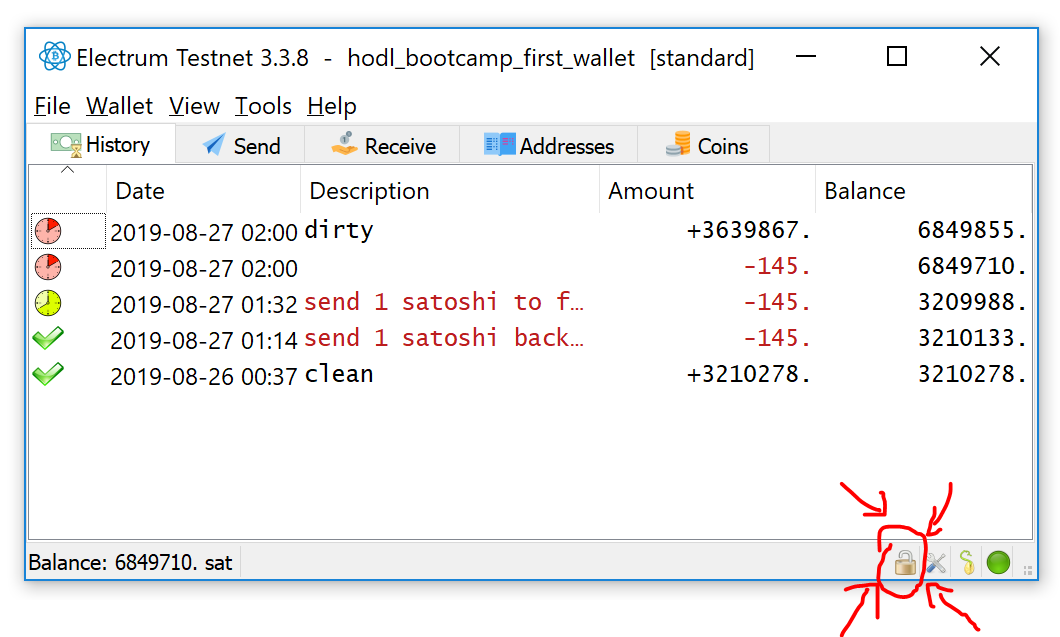 Electrum Testnet 3.3.8 - hodl_bootcamp_first_wallet [standard]
File Wallet View Tools Help
History Send Receive Addresses Coins
Date Description Amount Balance
2019-08-27 02:00 dirty +3639867. 6849855.
2019-08-27 02:00 -145. 6849710.
2019-08-27 01:32 send 1 satoshi to f… -145. 3209988.
2019-08-27 01:14 send 1 satoshi back… -145. 3210133.
2019-08-26 00:37 clean +3210278. 3210278.
Balance: 6849710. sat